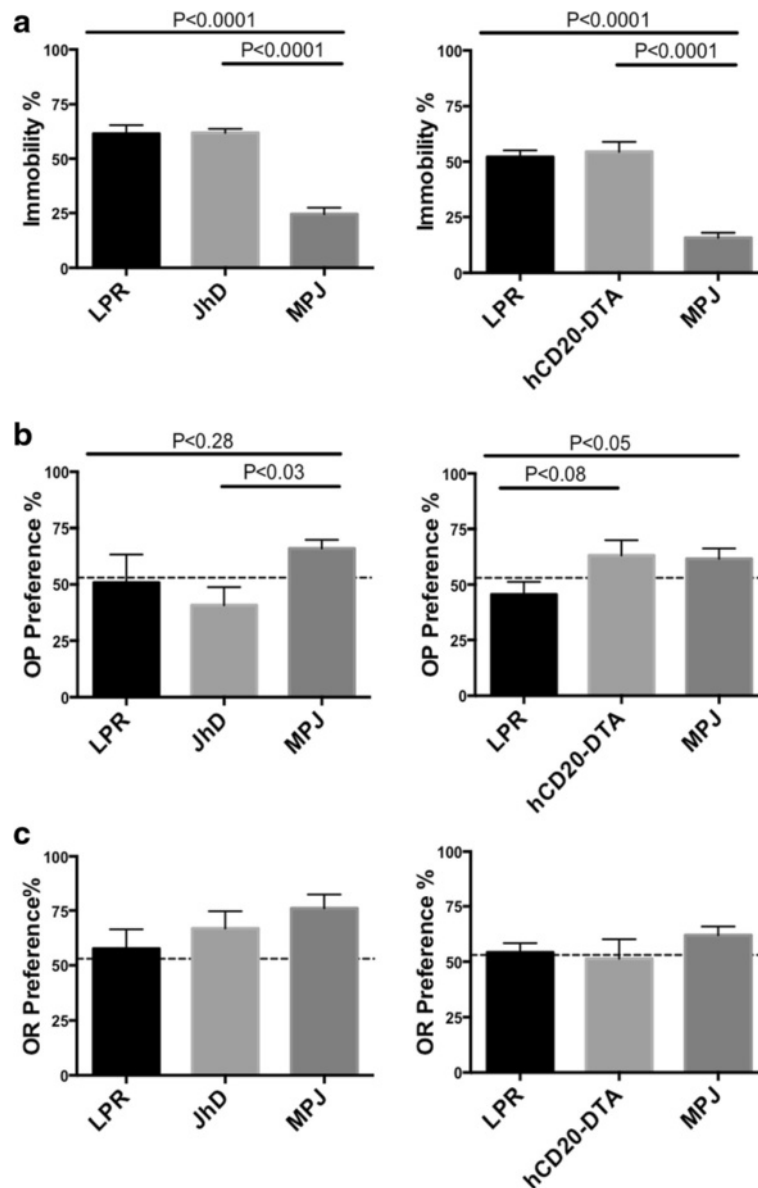 a
P<0.0001
P<0.0001
Immobility %
100
75
50
25
0
LPR
JhD
MPJ
P<0.0001
P<0.0001
Immobility %
100
75
50
25
0
LPR
hCD20-DTA
MPJ
b
P<0.28
P<0.03
OP Preference %
100
75
50
25
0
LPR
JhD
MPJ
P<0.05
P<0.08
OP Preference %
100
75
50
25
0
LPR
hCD20-DTA
MPJ
c
OR Preference%
100
75
50
25
0
LPR
JhD
MPJ
OR Preference %
100
75
50
25
0
LPR
hCD20-DTA
MPJ